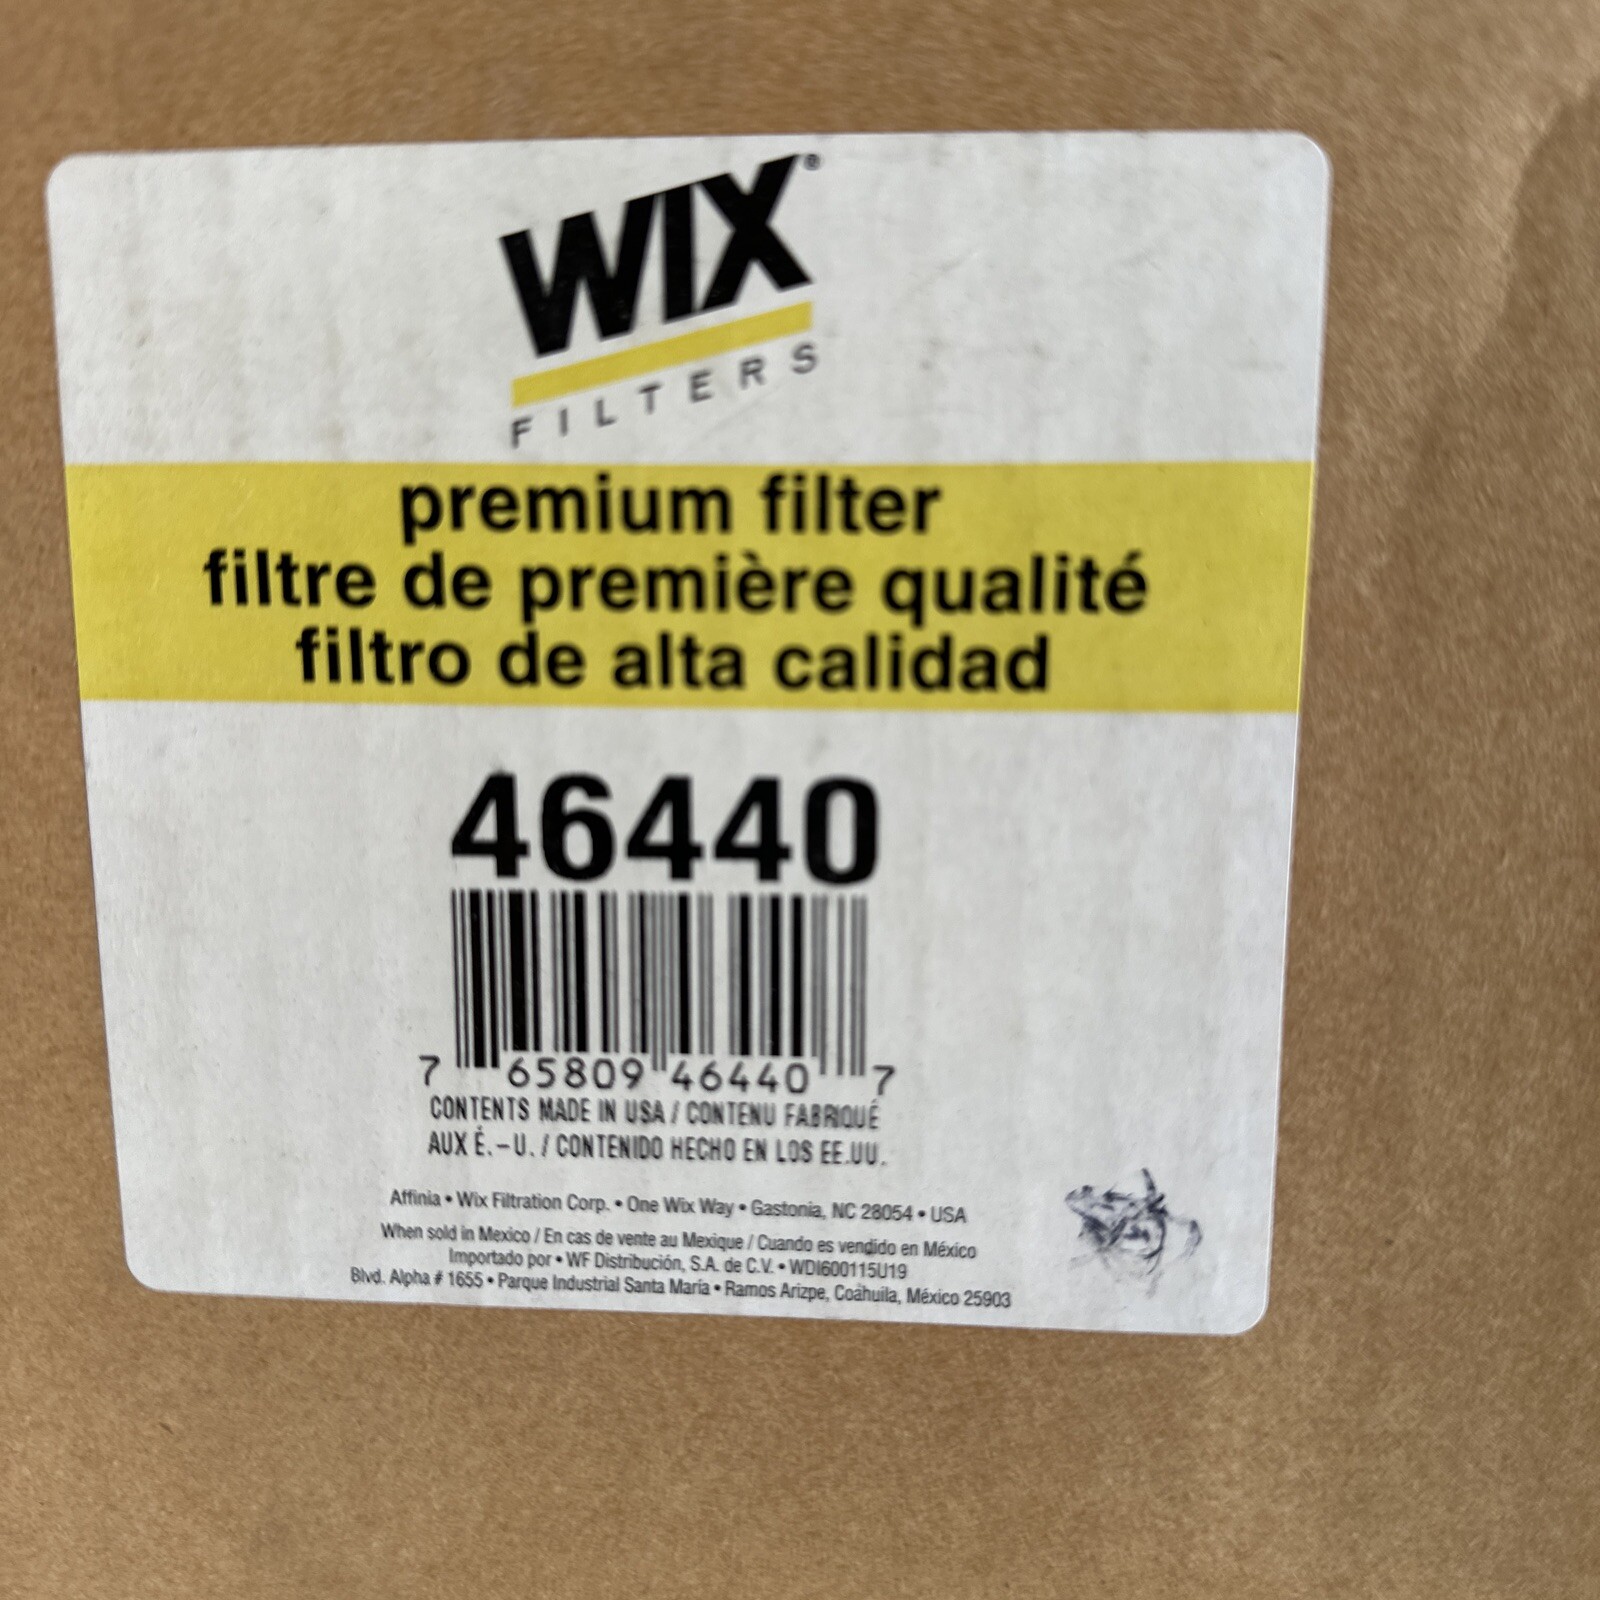 WIX®
FILTERS
premium filter
filtre de première qualité
filtro de alta calidad
46440
7 65809 46440 7
CONTENTS MADE IN USA / CONTENU FABRIQUÉ
AUX É.-U. / CONTENIDO HECHO EN LOS EE.UU.
Affinia • Wix Filtration Corp. • One Wix Way • Gastonia, NC 28054 • USA
When sold in Mexico / En cas de vente au Mexique / Cuando es vendido en México
Importado por • WF Distribución, S.A. de C.V. • WDI600115U19
Blvd. Alpha # 1655 • Parque Industrial Santa María • Ramos Arizpe, Coahuila, México 25903